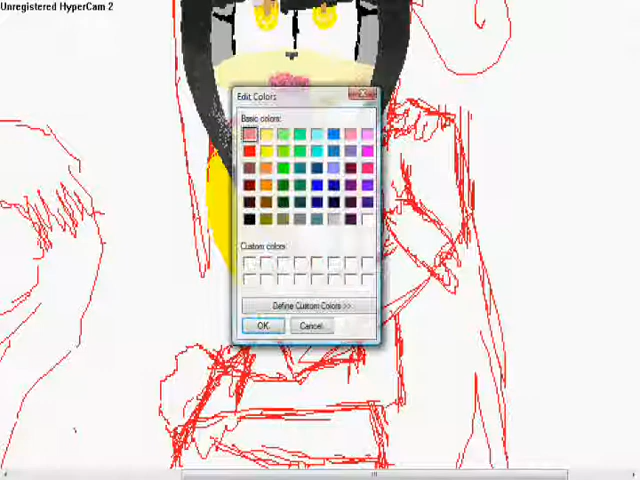 Unregistered HyperCam 2
Edit Colors
Basic colors:
Custom colors:
Define Custom Colors >>
OK
Cancel